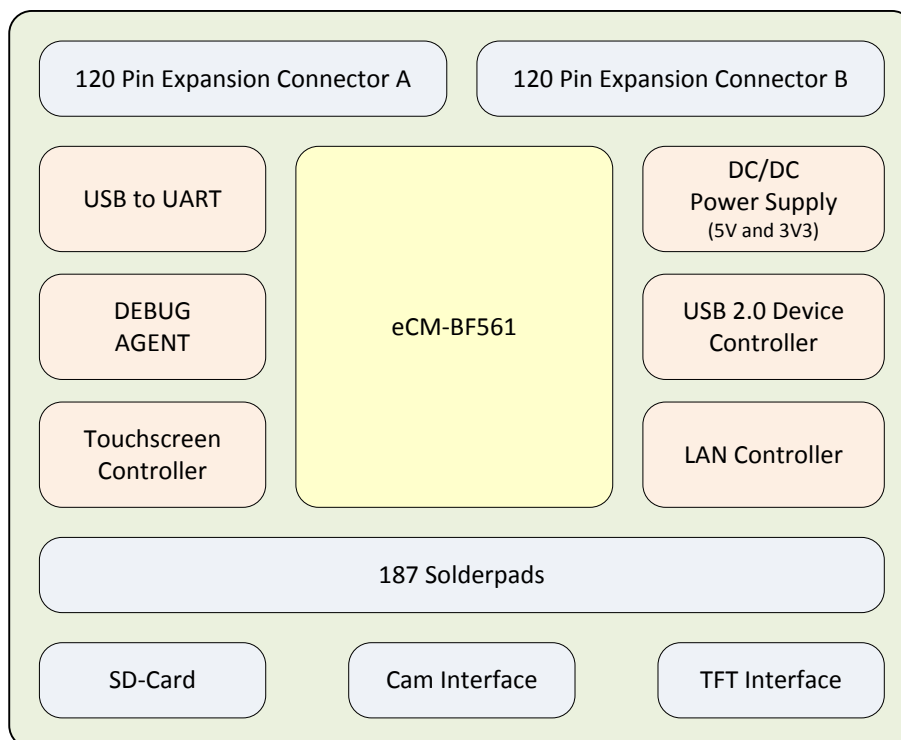 120 Pin Expansion Connector A
120 Pin Expansion Connector B
USB to UART
DC/DC
Power Supply
(5V and 3V3)
DEBUG
AGENT
eCM-BF561
USB 2.0 Device
Controller
Touchscreen
Controller
LAN Controller
187 Solderpads
SD-Card
Cam Interface
TFT Interface